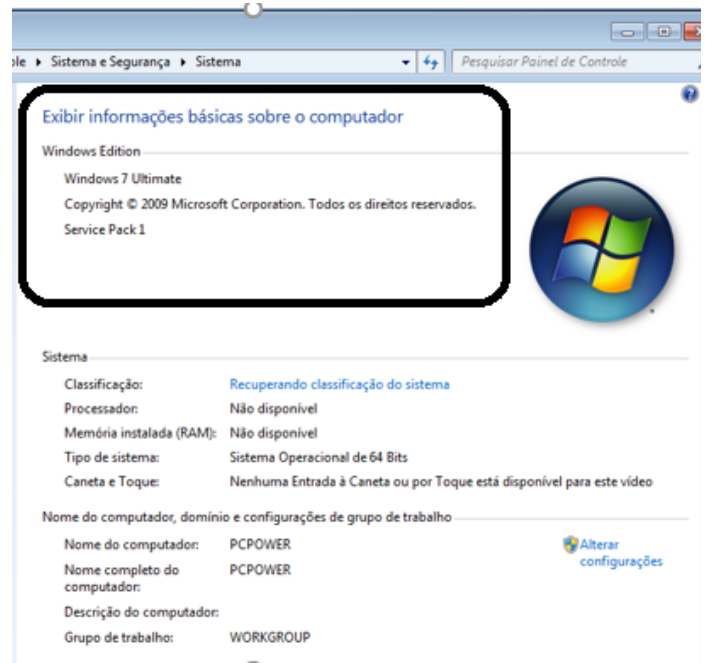 Sistema e Segurança Sistema
Pesquisar Painel de Controle
Exibir informações básicas sobre o computador
Windows Edition
Windows 7 Ultimate
Copyright © 2009 Microsoft Corporation. Todos os direitos reservados.
Service Pack 1
Sistema
Classificação: Recuperando classificação do sistema
Processador: Não disponível
Memória instalada (RAM): Não disponível
Tipo de sistema: Sistema Operacional de 64 Bits
Caneta e Toque: Nenhuma Entrada à Caneta ou por Toque está disponível para este vídeo
Nome do computador, domínio e configurações de grupo de trabalho
Nome do computador: PCPOWER
Alterar
configurações
Nome completo do
computador:
PCPOWER
Descrição do computador:
Grupo de trabalho: WORKGROUP